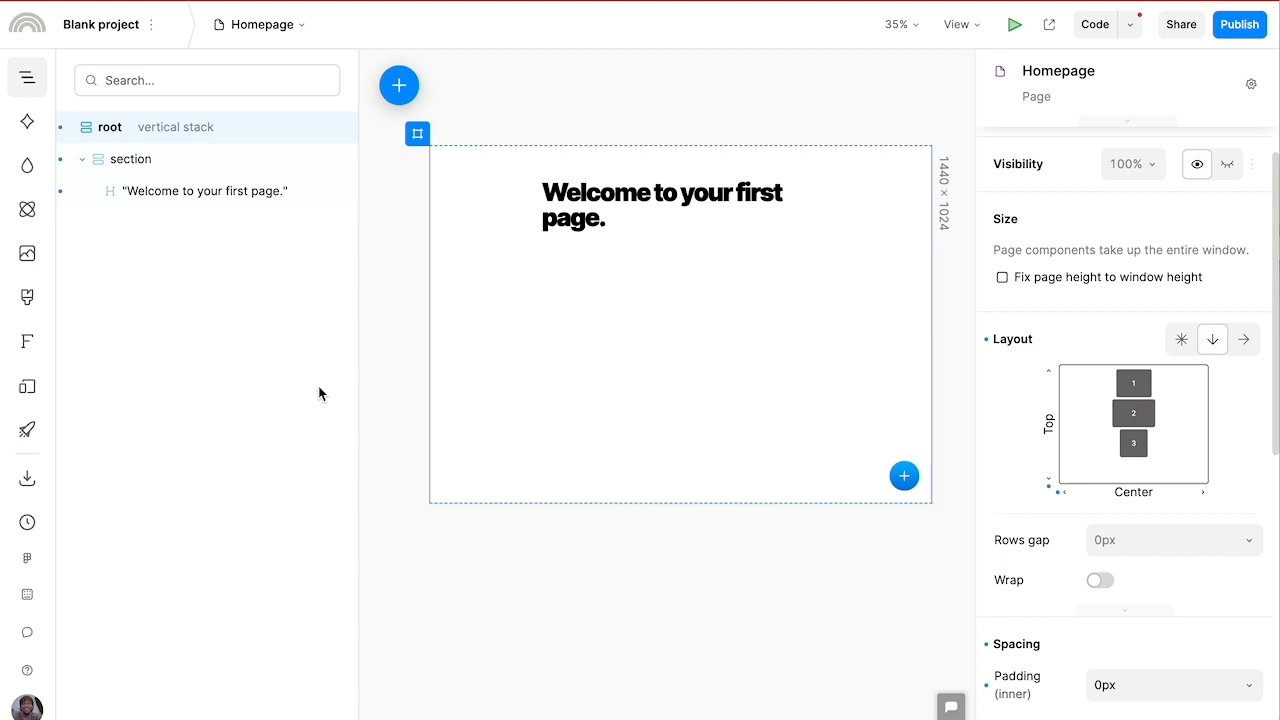 Blank project
Homepage
35%
View
Code
Share
Publish
Search...
root vertical stack
section
H "Welcome to your first page."
Welcome to your first
page.
1440 × 1024
Homepage
Page
Visibility
100%
Size
Page components take up the entire window.
Fix page height to window height
Layout
1
2
3
Top
Center
Rows gap
0px
Wrap
Spacing
Padding
(inner)
0px